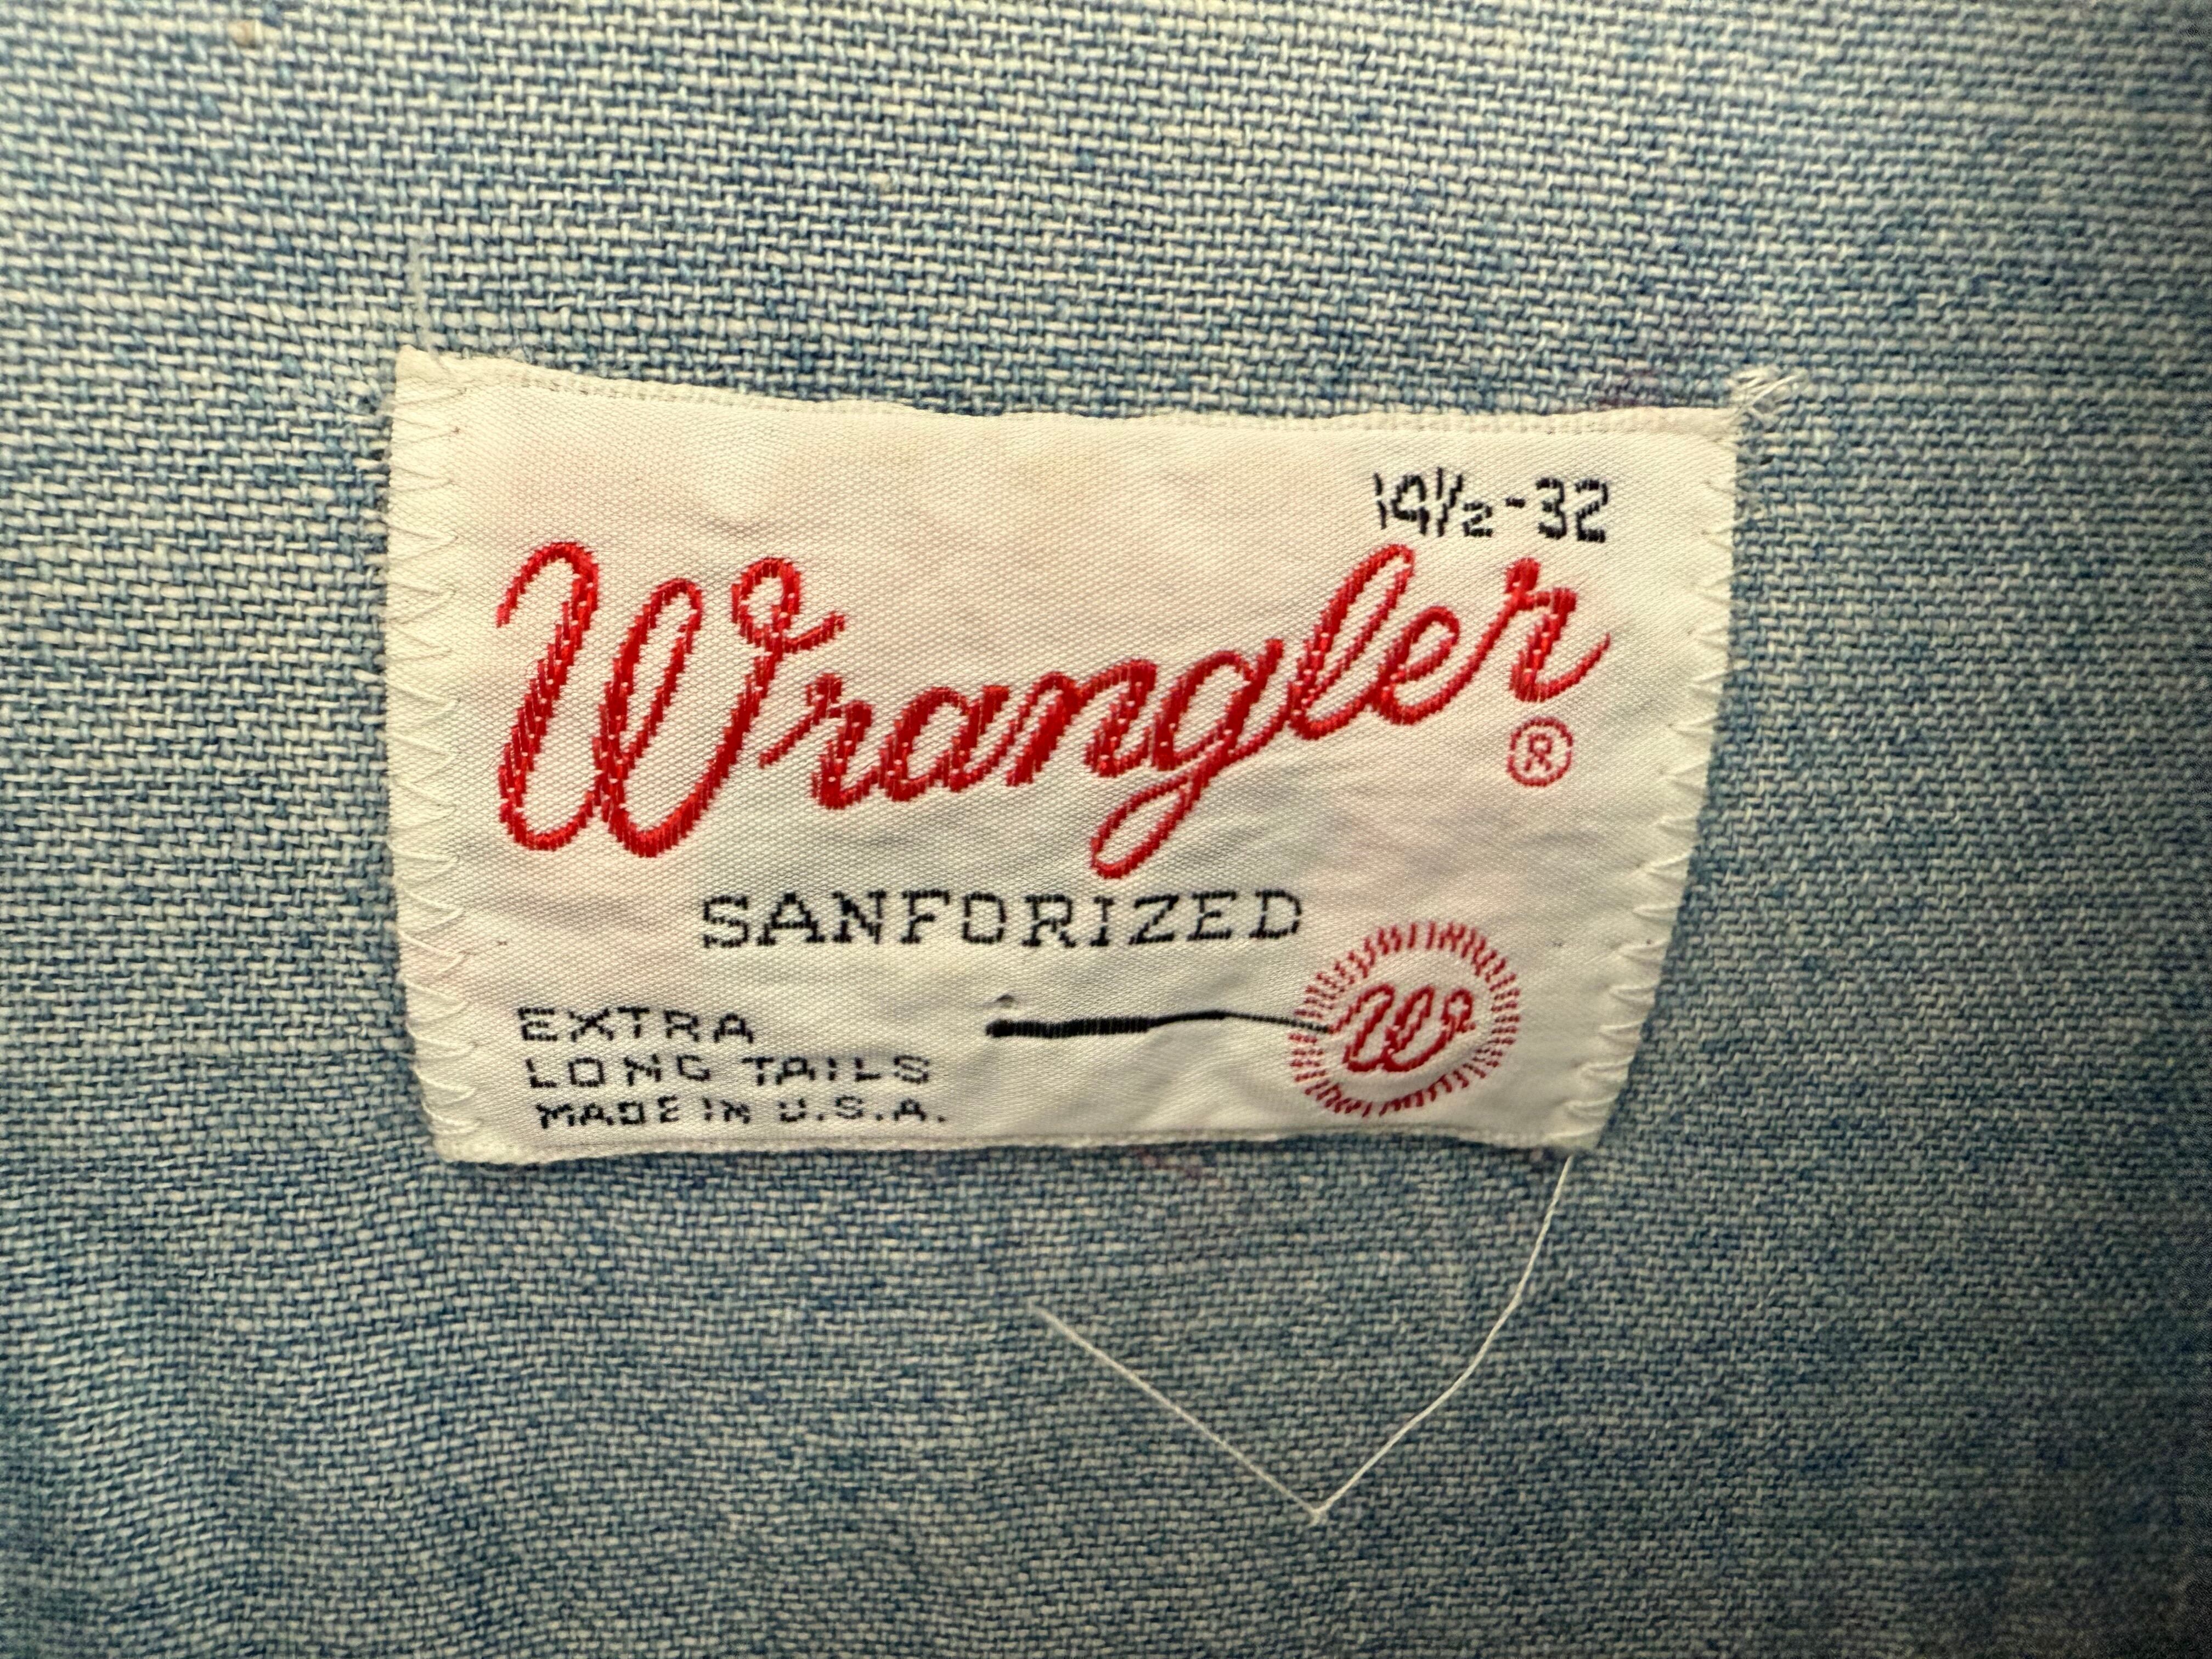 14½-32
Wrangler
®
SANFORIZED
EXTRA
LONG TAILS
MADE IN U.S.A.
W